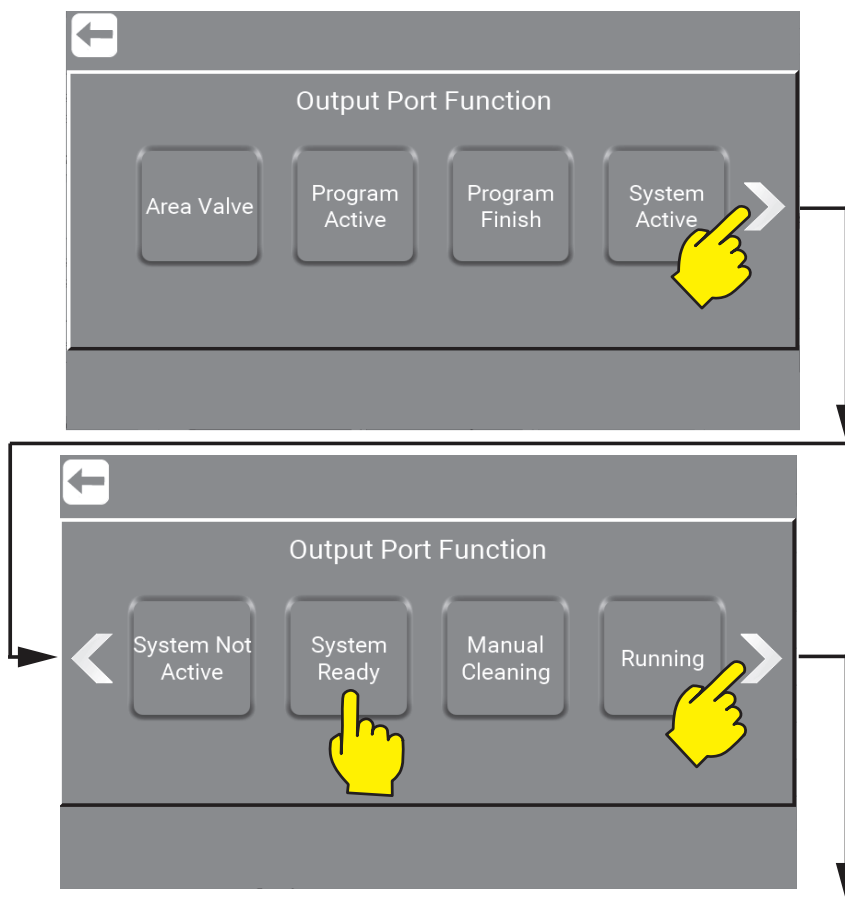 Output Port Function
Area Valve
Program
Active
Program
Finish
System
Active
Output Port Function
System Not
Active
System
Ready
Manual
Cleaning
Running